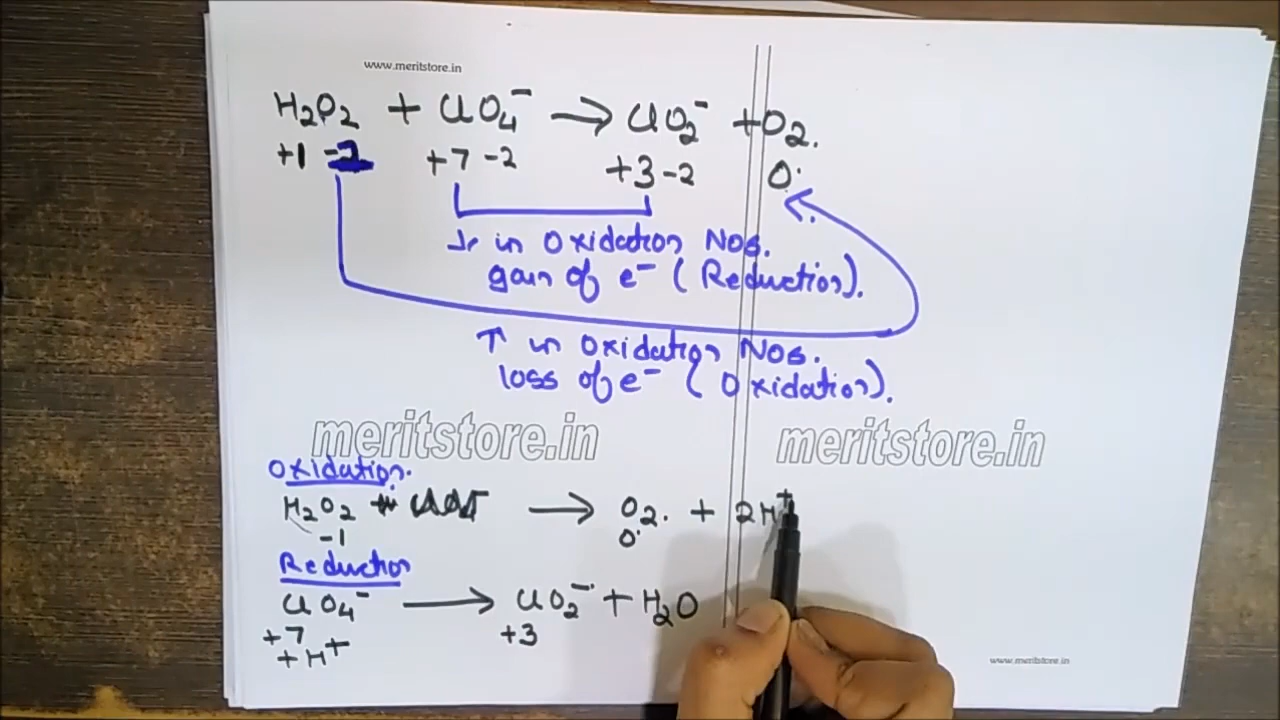 www.meritstore.in
H2O2 + ClO4⁻ → ClO2⁻ + O2.
+1 -2 +7 -2 +3 -2 0.
↓ in Oxidation Nos.
gain of e⁻ (Reduction).
↑ in Oxidation Nos.
loss of e⁻ (Oxidation).
meritstore.in meritstore.in
Oxidation.
H2O2 → O2. + 2H⁺
-1 0.
Reduction
ClO4⁻ → ClO2⁻ + H2O
+7 +3
+ H⁺
www.meritstore.in